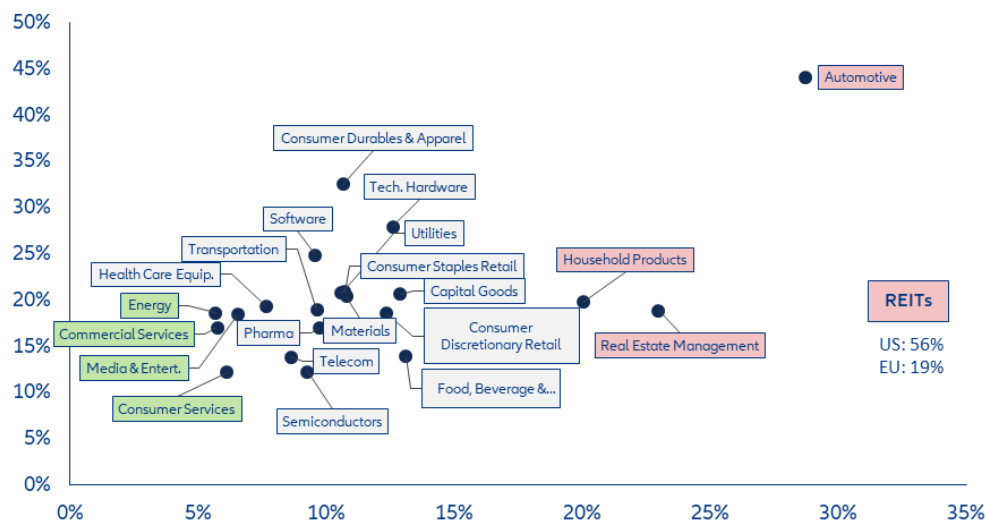 50%
45%
Automotive
40%
Consumer Durables & Apparel
35%
Tech. Hardware
30%
Software
Utilities
Transportation
25%
Consumer Staples Retail
Household Products
Health Care Equip.
Capital Goods
REITs
20%
Energy
Commercial Services
Pharma
Materials
Consumer
Discretionary Retail
15%
Real Estate Management
US: 56%
EU: 19%
Media & Entert.
Telecom
10%
Food, Beverage &...
Consumer Services
Semiconductors
5%
0%
0%
5%
10%
15%
20%
25%
30%
35%